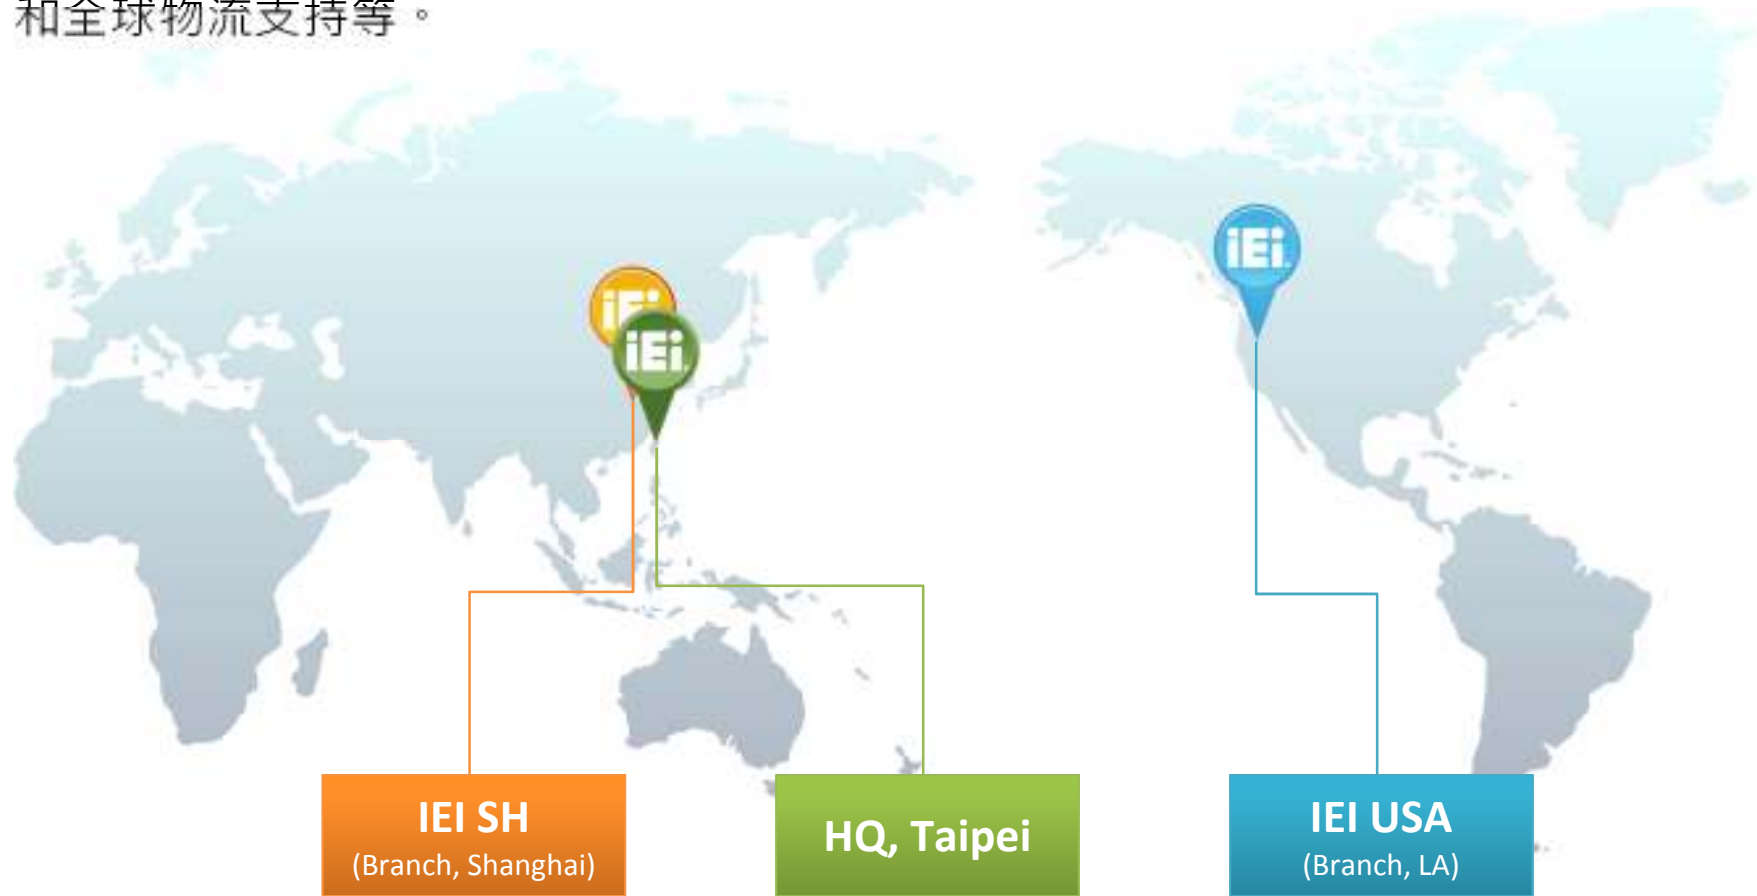 和全球物流支持等。
iEi
iEi
iEi
IEI SH
(Branch, Shanghai)
HQ, Taipei
IEI USA
(Branch, LA)